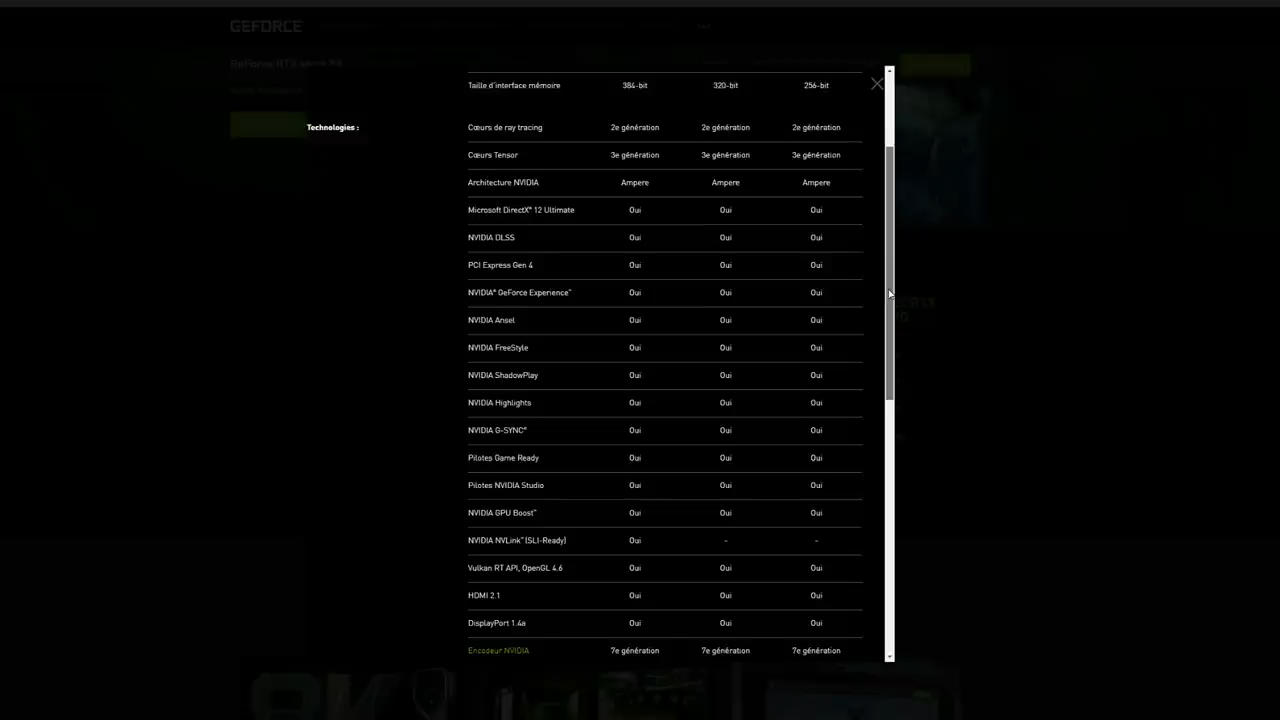 GEFORCE
GeForce RTX série 30
Taille d'interface mémoire 384-bit 320-bit 256-bit
Technologies :
Cœurs de ray tracing 2e génération 2e génération 2e génération
Cœurs Tensor 3e génération 3e génération 3e génération
Architecture NVIDIA Ampere Ampere Ampere
Microsoft DirectX® 12 Ultimate Oui Oui Oui
NVIDIA DLSS Oui Oui Oui
PCI Express Gen 4 Oui Oui Oui
NVIDIA® GeForce Experience™ Oui Oui Oui
NVIDIA Ansel Oui Oui Oui
NVIDIA FreeStyle Oui Oui Oui
NVIDIA ShadowPlay Oui Oui Oui
NVIDIA Highlights Oui Oui Oui
NVIDIA G-SYNC® Oui Oui Oui
Pilotes Game Ready Oui Oui Oui
Pilotes NVIDIA Studio Oui Oui Oui
NVIDIA GPU Boost™ Oui Oui Oui
NVIDIA NVLink™ (SLI-Ready) Oui - -
Vulkan RT API, OpenGL 4.6 Oui Oui Oui
HDMI 2.1 Oui Oui Oui
DisplayPort 1.4a Oui Oui Oui
Encodeur NVIDIA 7e génération 7e génération 7e génération